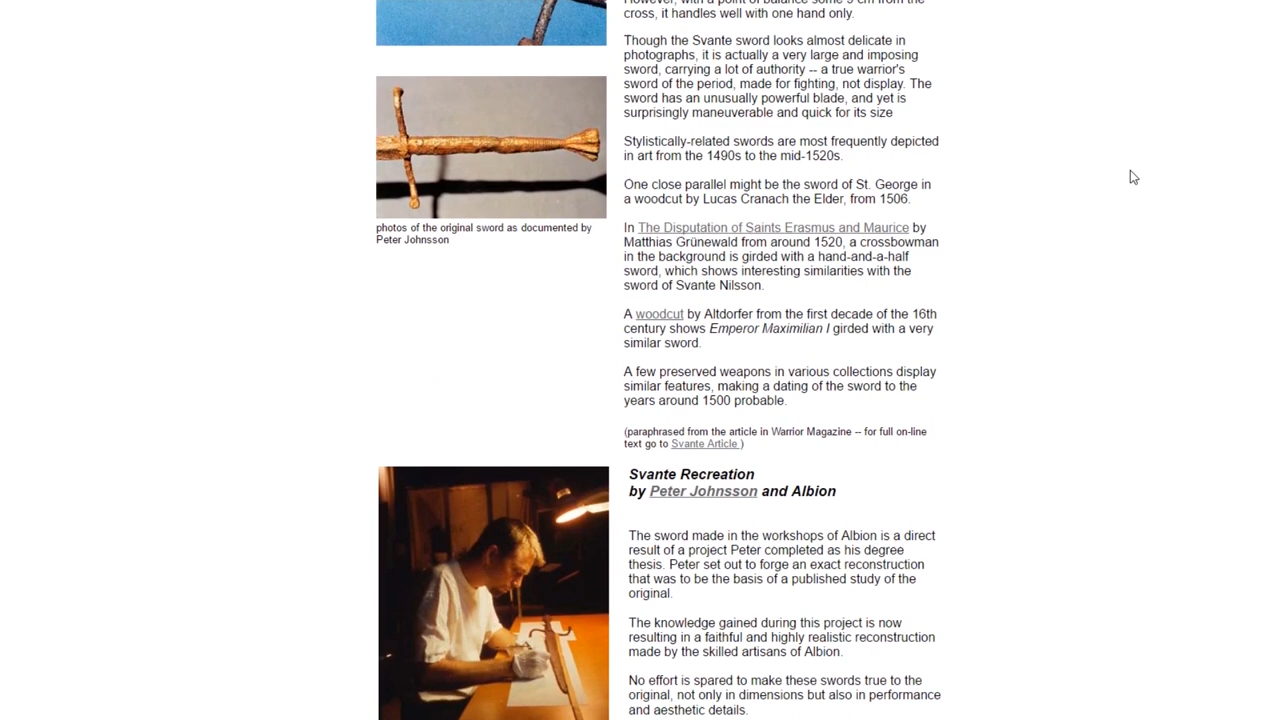 However, with a point of balance some 9 cm from the
cross, it handles well with one hand only.
Though the Svante sword looks almost delicate in
photographs, it is actually a very large and imposing
sword, carrying a lot of authority -- a true warrior's
sword of the period, made for fighting, not display. The
sword has an unusually powerful blade, and yet is
surprisingly maneuverable and quick for its size
Stylistically-related swords are most frequently depicted
in art from the 1490s to the mid-1520s.
One close parallel might be the sword of St. George in
a woodcut by Lucas Cranach the Elder, from 1506.
photos of the original sword as documented by
Peter Johnsson
In The Disputation of Saints Erasmus and Maurice by
Matthias Grünewald from around 1520, a crossbowman
in the background is girded with a hand-and-a-half
sword, which shows interesting similarities with the
sword of Svante Nilsson.
A woodcut by Altdorfer from the first decade of the 16th
century shows Emperor Maximilian I girded with a very
similar sword.
A few preserved weapons in various collections display
similar features, making a dating of the sword to the
years around 1500 probable.
(paraphrased from the article in Warrior Magazine -- for full on-line
text go to Svante Article )
Svante Recreation
by Peter Johnsson and Albion
The sword made in the workshops of Albion is a direct
result of a project Peter completed as his degree
thesis. Peter set out to forge an exact reconstruction
that was to be the basis of a published study of the
original.
The knowledge gained during this project is now
resulting in a faithful and highly realistic reconstruction
made by the skilled artisans of Albion.
No effort is spared to make these swords true to the
original, not only in dimensions but also in performance
and aesthetic details.